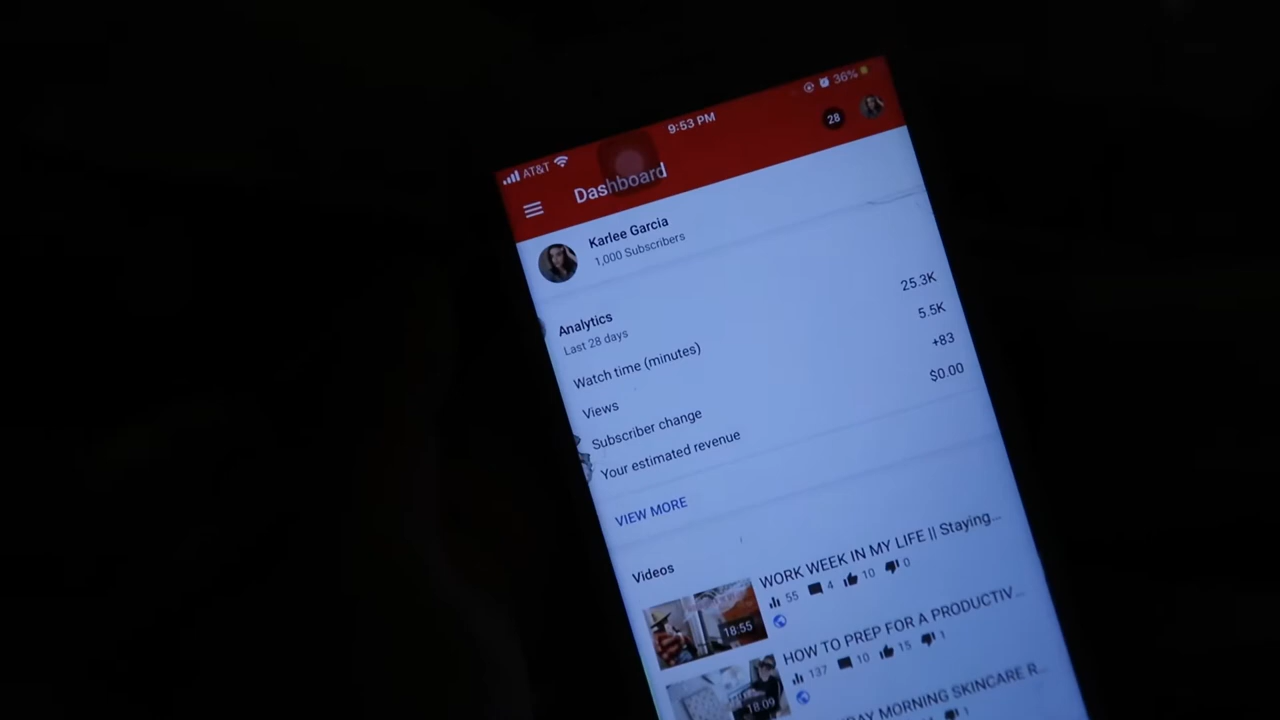 AT&T 9:53 PM 36%
Dashboard 28
Karlee Garcia
1,000 Subscribers
Analytics
Last 28 days
Watch time (minutes) 25.3K
Views 5.5K
Subscriber change +83
Your estimated revenue $0.00
VIEW MORE
Videos
WORK WEEK IN MY LIFE || Staying...
55 4 10 0
18:55
HOW TO PREP FOR A PRODUCTIV...
137 10 15 1
18:09
MORNING SKINCARE R...
1